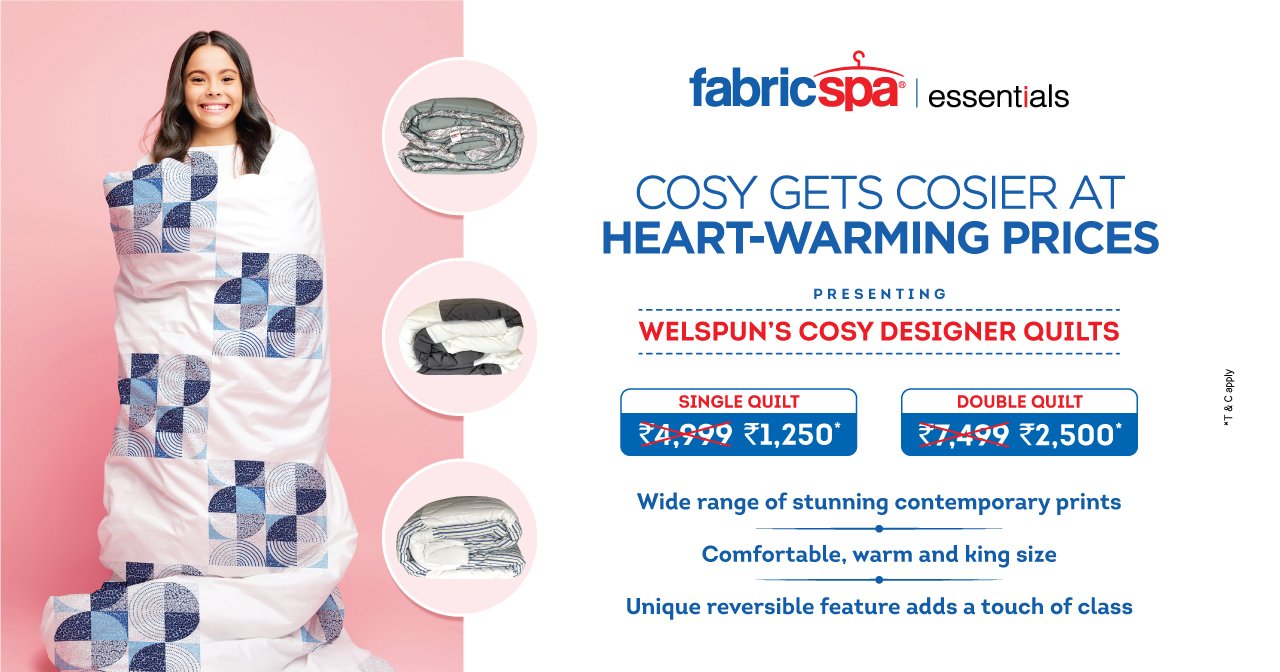 fabricspa® | essentials
COSY GETS COSIER AT
HEART-WARMING PRICES
PRESENTING
WELSPUN'S COSY DESIGNER QUILTS
SINGLE QUILT
₹4,999 ₹1,250*
DOUBLE QUILT
₹7,499 ₹2,500*
Wide range of stunning contemporary prints
Comfortable, warm and king size
Unique reversible feature adds a touch of class
*T & C apply